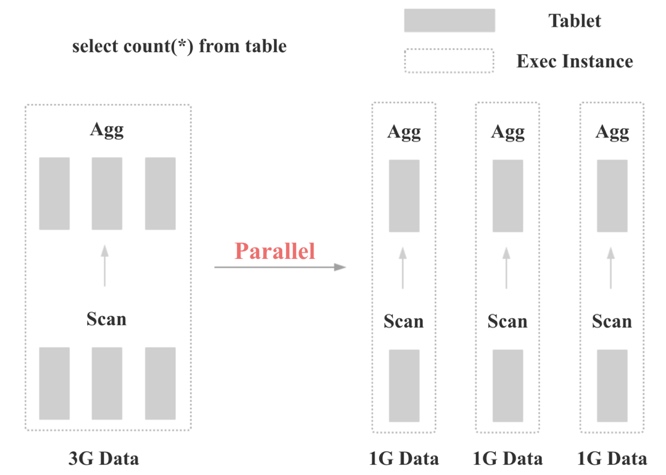 select count(*) from table
Tablet
Exec Instance
Agg
Scan
3G Data
Parallel
Agg
Agg
Agg
Scan
Scan
Scan
1G Data
1G Data
1G Data